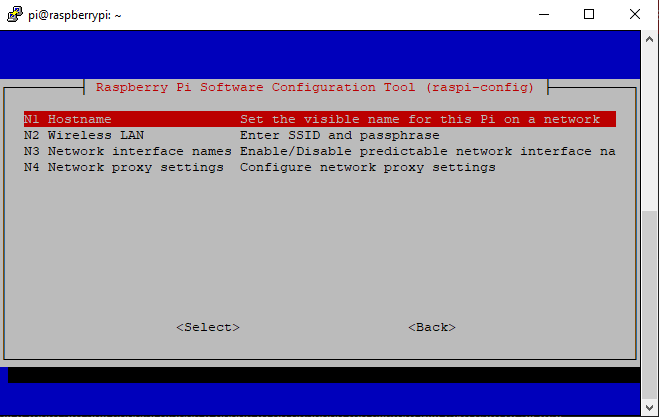 pi@raspberrypi: ~
Raspberry Pi Software Configuration Tool (raspi-config)
N1 Hostname Set the visible name for this Pi on a network
N2 Wireless LAN Enter SSID and passphrase
N3 Network interface names Enable/Disable predictable network interface na
N4 Network proxy settings Configure network proxy settings
<Select> <Back>